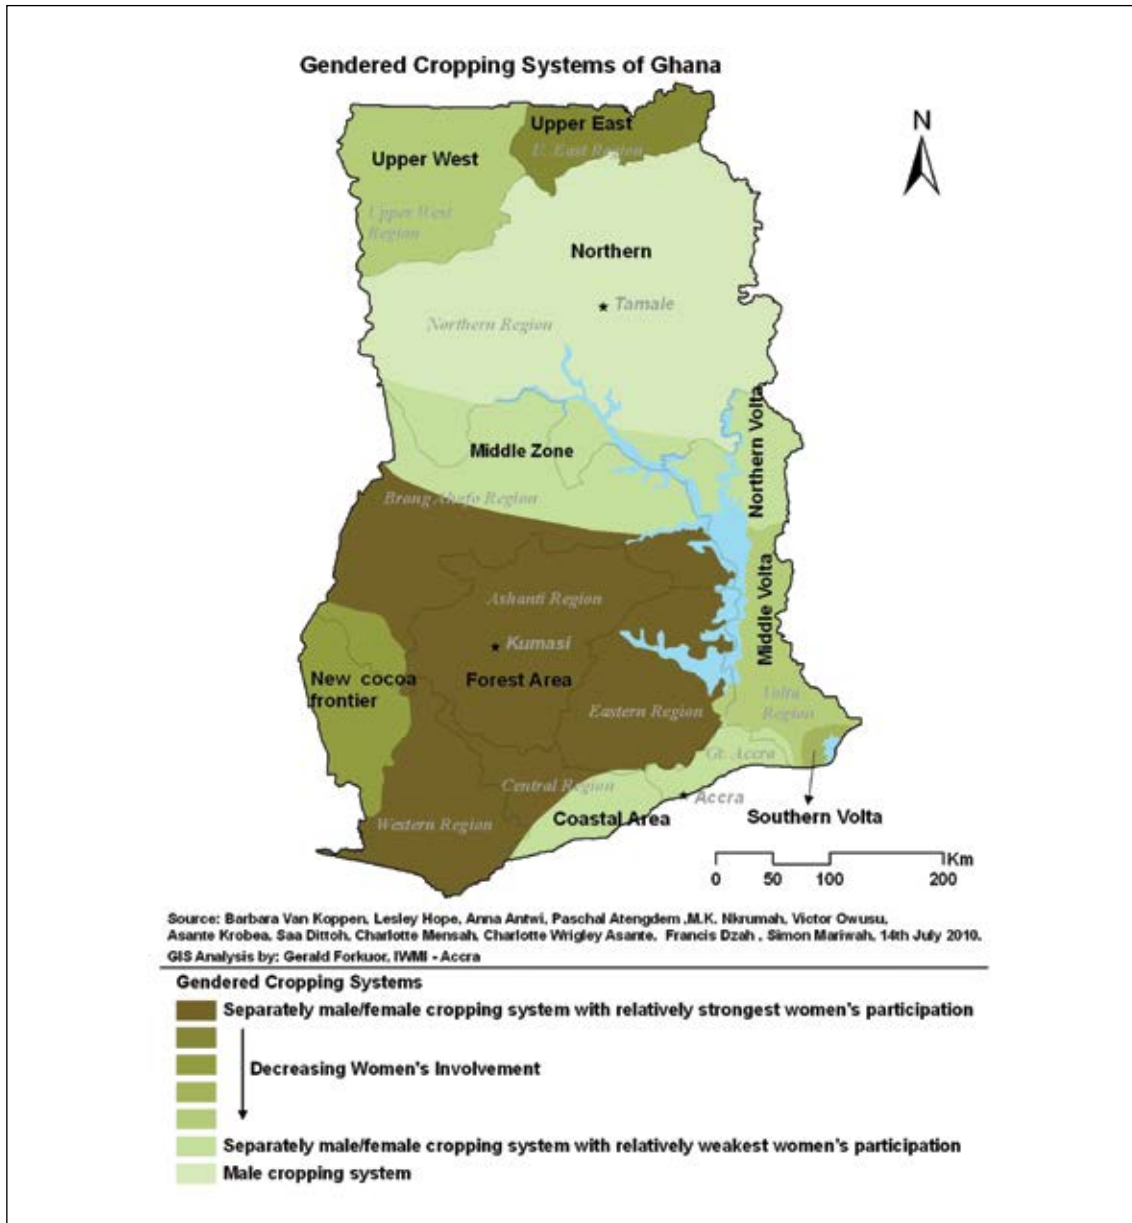 Gendered Cropping Systems of Ghana
N
Upper East
U. East Region
Upper West
Upper West
Region
Northern
Tamale
Northern Region
Northern Volta
Middle Zone
Brong Ahafo Region
Middle Volta
Ashanti Region
Kumasi
New cocoa
frontier
Forest Area
Volta
Region
Eastern Region
Gt. Accra
Central Region
Accra
Western Region
Coastal Area
Southern Volta
Km
0 50 100 200
Source: Barbara Van Koppen, Lesley Hope, Anna Antwi, Paschal Atengdem ,M.K. Nkrumah, Victor Owusu,
Asante Krobea, Saa Dittoh, Charlotte Mensah, Charlotte Wrigley Asante, Francis Dzah , Simon Mariwah, 14th July 2010.
GIS Analysis by: Gerald Forkuor, IWMI - Accra
Gendered Cropping Systems
Separately male/female cropping system with relatively strongest women's participation
Decreasing Women's Involvement
Separately male/female cropping system with relatively weakest women's participation
Male cropping system